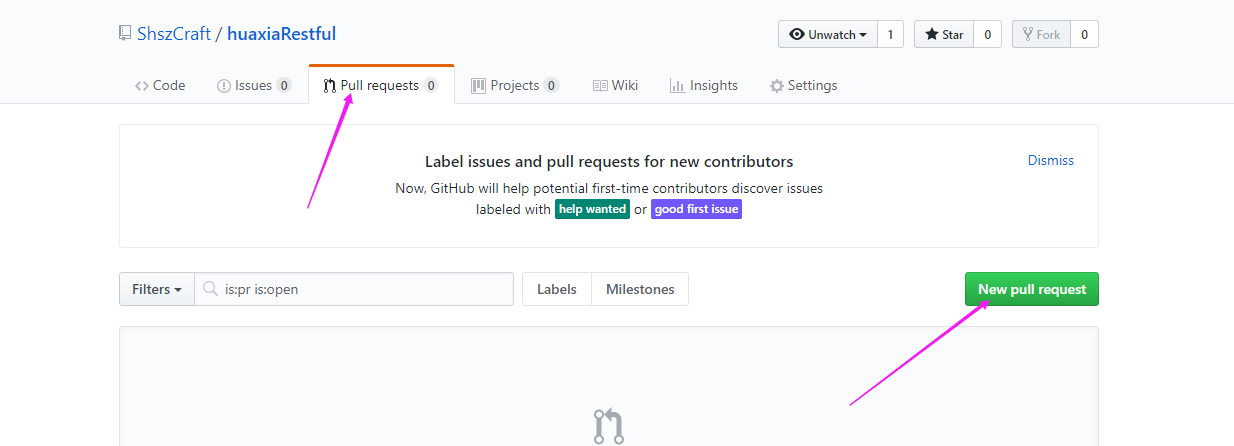 ShszCraft / huaxiaRestful
Unwatch 1 Star 0 Fork 0
Code Issues 0 Pull requests 0 Projects 0 Wiki Insights Settings
Label issues and pull requests for new contributors
Dismiss
Now, GitHub will help potential first-time contributors discover issues
labeled with help wanted or good first issue
Filters is:pr is:open Labels Milestones New pull request